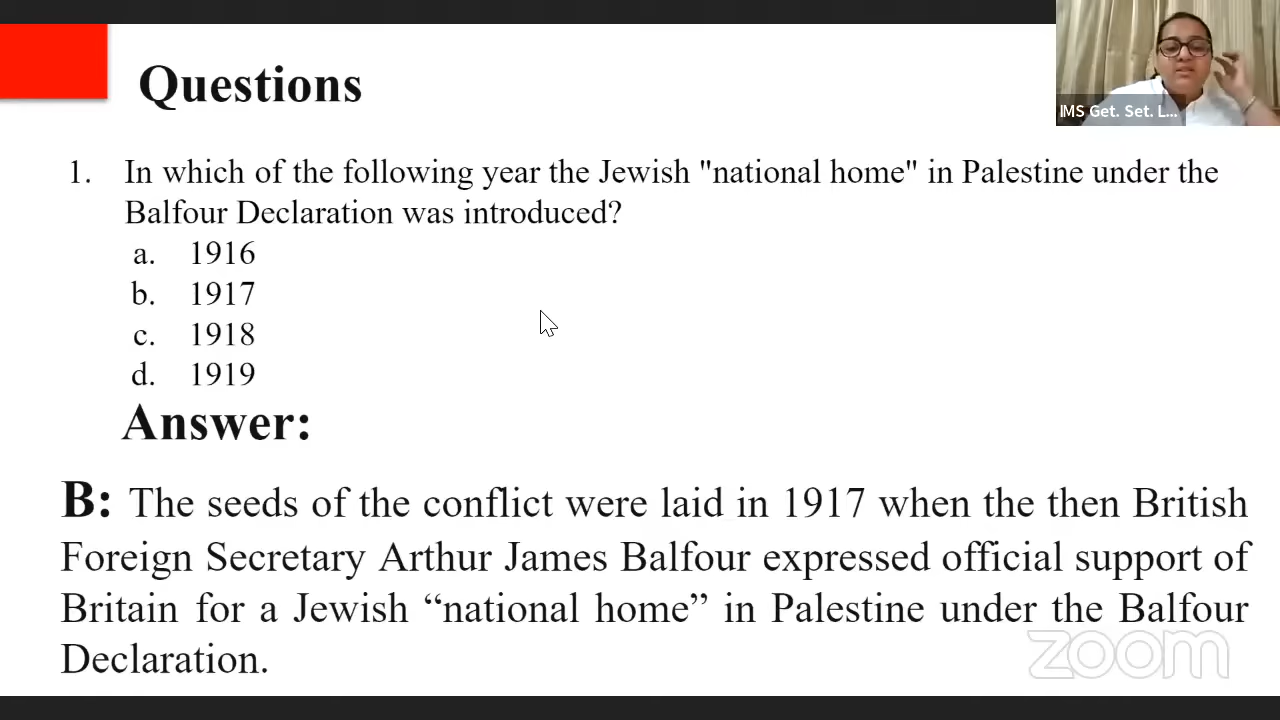 Questions
IMS Get. Set. L...
1. In which of the following year the Jewish "national home" in Palestine under the
Balfour Declaration was introduced?
a. 1916
b. 1917
c. 1918
d. 1919
Answer:
B: The seeds of the conflict were laid in 1917 when the then British
Foreign Secretary Arthur James Balfour expressed official support of
Britain for a Jewish “national home” in Palestine under the Balfour
Declaration.
zoom